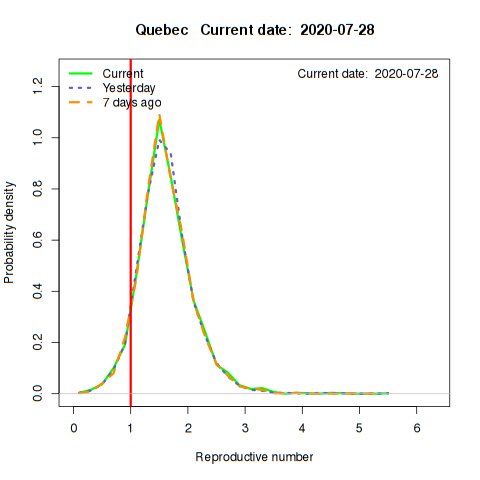 Quebec Current date: 2020-07-28
Current
Yesterday
7 days ago
Current date: 2020-07-28
Probability density
0.0 0.2 0.4 0.6 0.8 1.0 1.2
0 1 2 3 4 5 6
Reproductive number